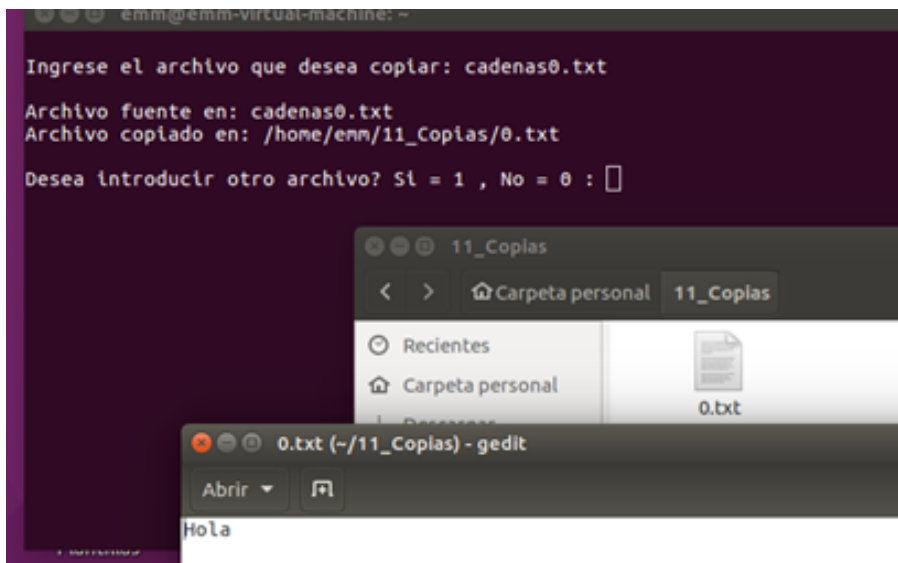 emm@emm-virtual-machine: ~
Ingrese el archivo que desea copiar: cadenas0.txt
Archivo fuente en: cadenas0.txt
Archivo copiado en: /home/emm/11_Copias/0.txt
Desea introducir otro archivo? Si = 1 , No = 0 :
11_Copias
Carpeta personal 11_Copias
Recientes
Carpeta personal
0.txt
0.txt (~/11_Copias) - gedit
Abrir
Hola